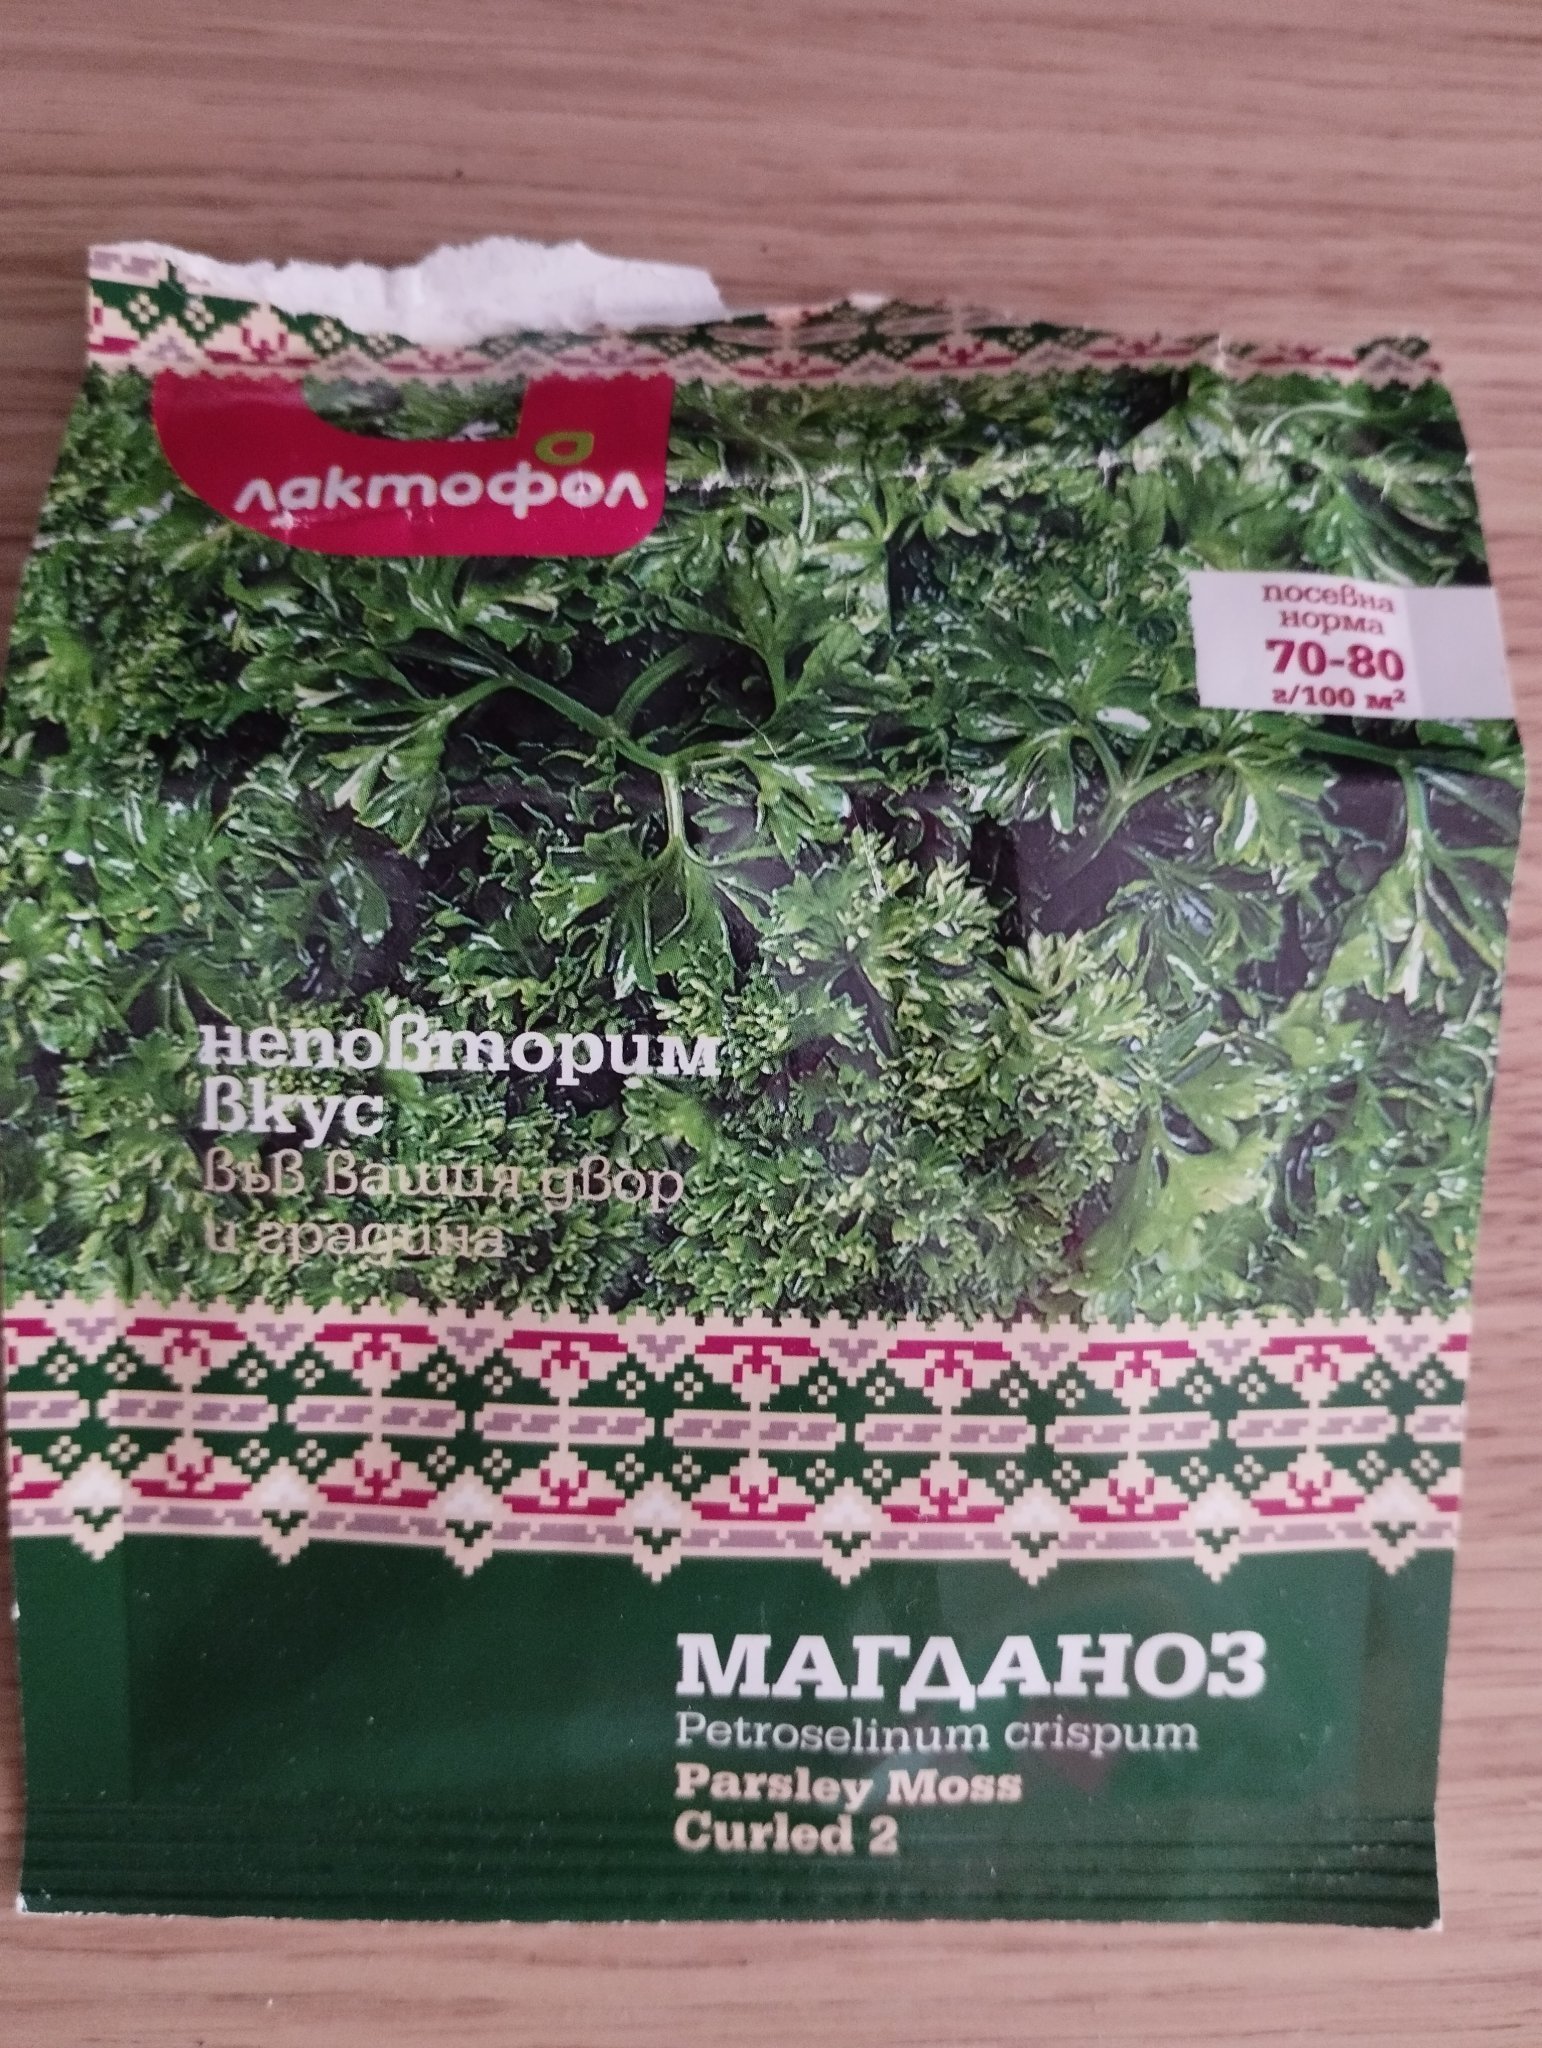 лактофол
посевна
норма
70-80
г/100 м²
неповторим
вкус
във вашия двор
и градина
МАГДАНОЗ
Petroselinum crispum
Parsley Moss
Curled 2